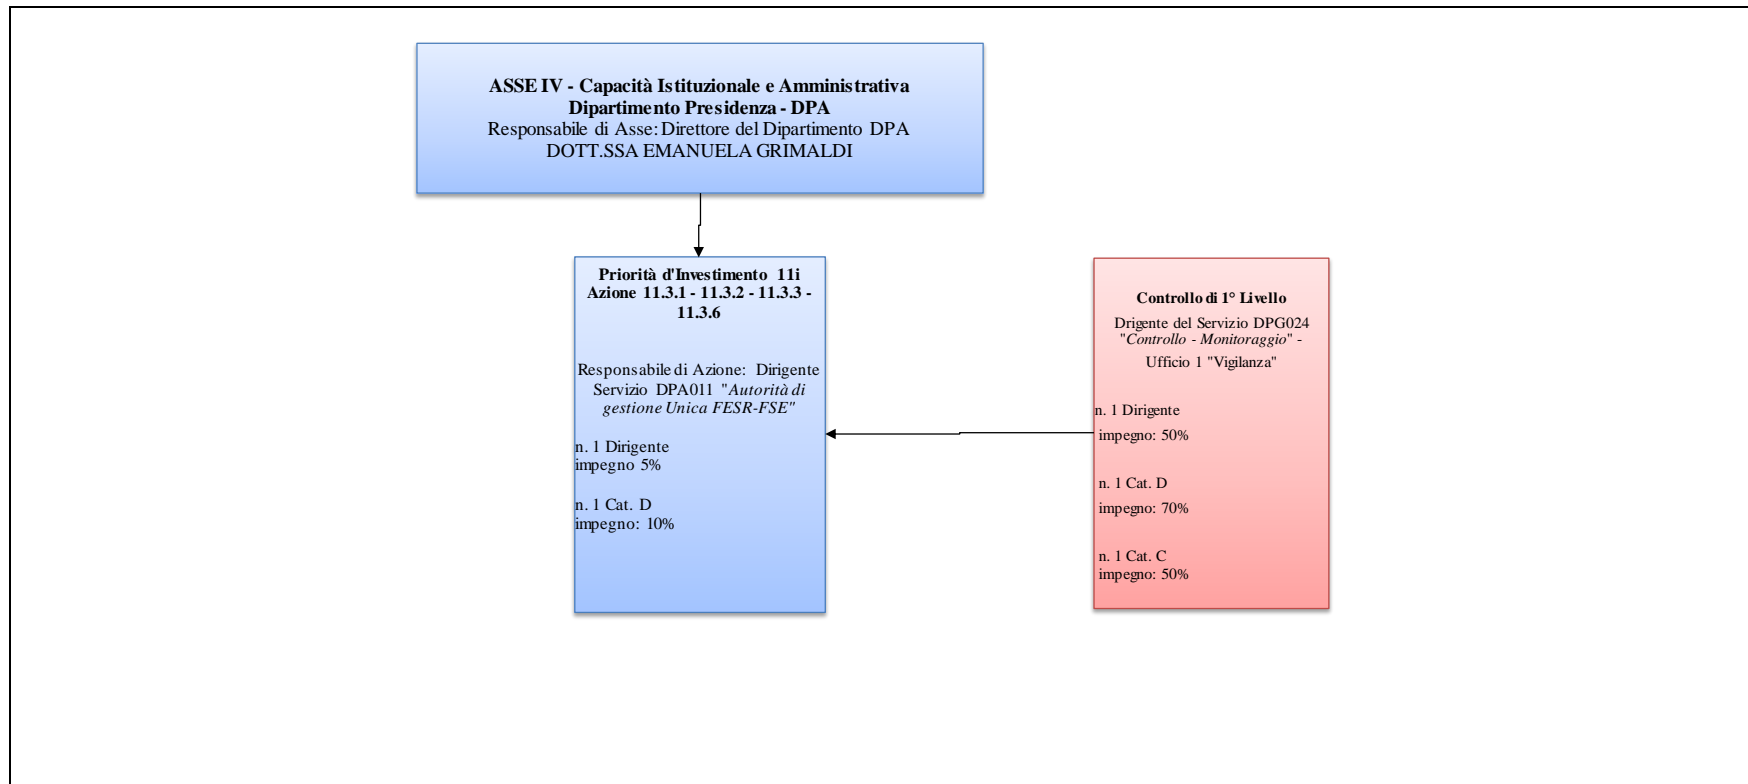 ASSE IV - Capacità Istituzionale e Amministrativa
Dipartimento Presidenza - DPA
Responsabile di Asse: Direttore del Dipartimento DPA
DOTT.SSA EMANUELA GRIMALDI
Priorità d'Investimento 11i
Azione 11.3.1 - 11.3.2 - 11.3.3 -
11.3.6
Responsabile di Azione: Dirigente
Servizio DPA011 "Autorità di
gestione Unica FESR-FSE"
n. 1 Dirigente
impegno 5%
n. 1 Cat. D
impegno: 10%
Controllo di 1° Livello
Drigente del Servizio DPG024
"Controllo - Monitoraggio" -
Ufficio 1 "Vigilanza"
n. 1 Dirigente
impegno: 50%
n. 1 Cat. D
impegno: 70%
n. 1 Cat. C
impegno: 50%